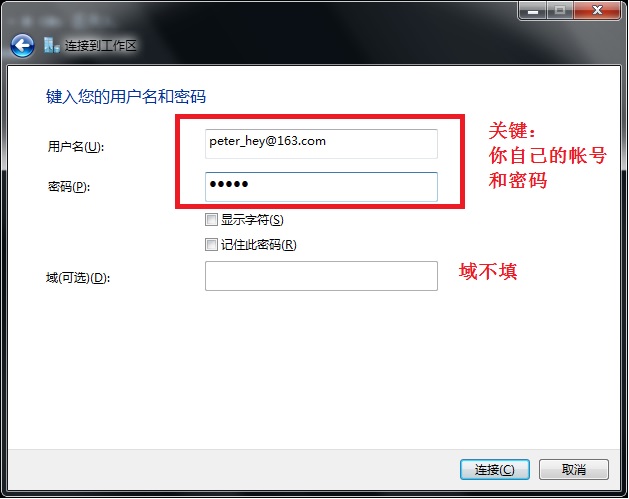 连接到工作区
键入您的用户名和密码
用户名(U):
peter_hey@163.com
关键：
你自己的帐号
和密码
密码(P):
●●●●●
显示字符(S)
记住此密码(R)
域(可选)(D):
域不填
连接(C)
取消